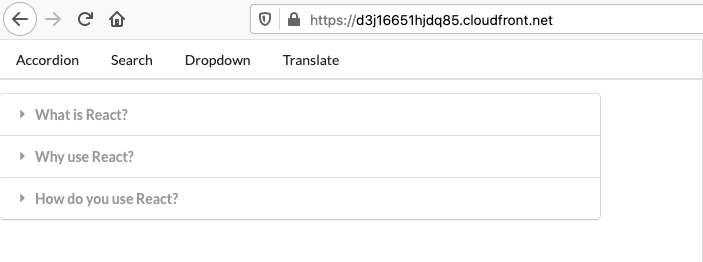 https://d3j16651hjdq85.cloudfront.net
Accordion Search Dropdown Translate
What is React?
Why use React?
How do you use React?